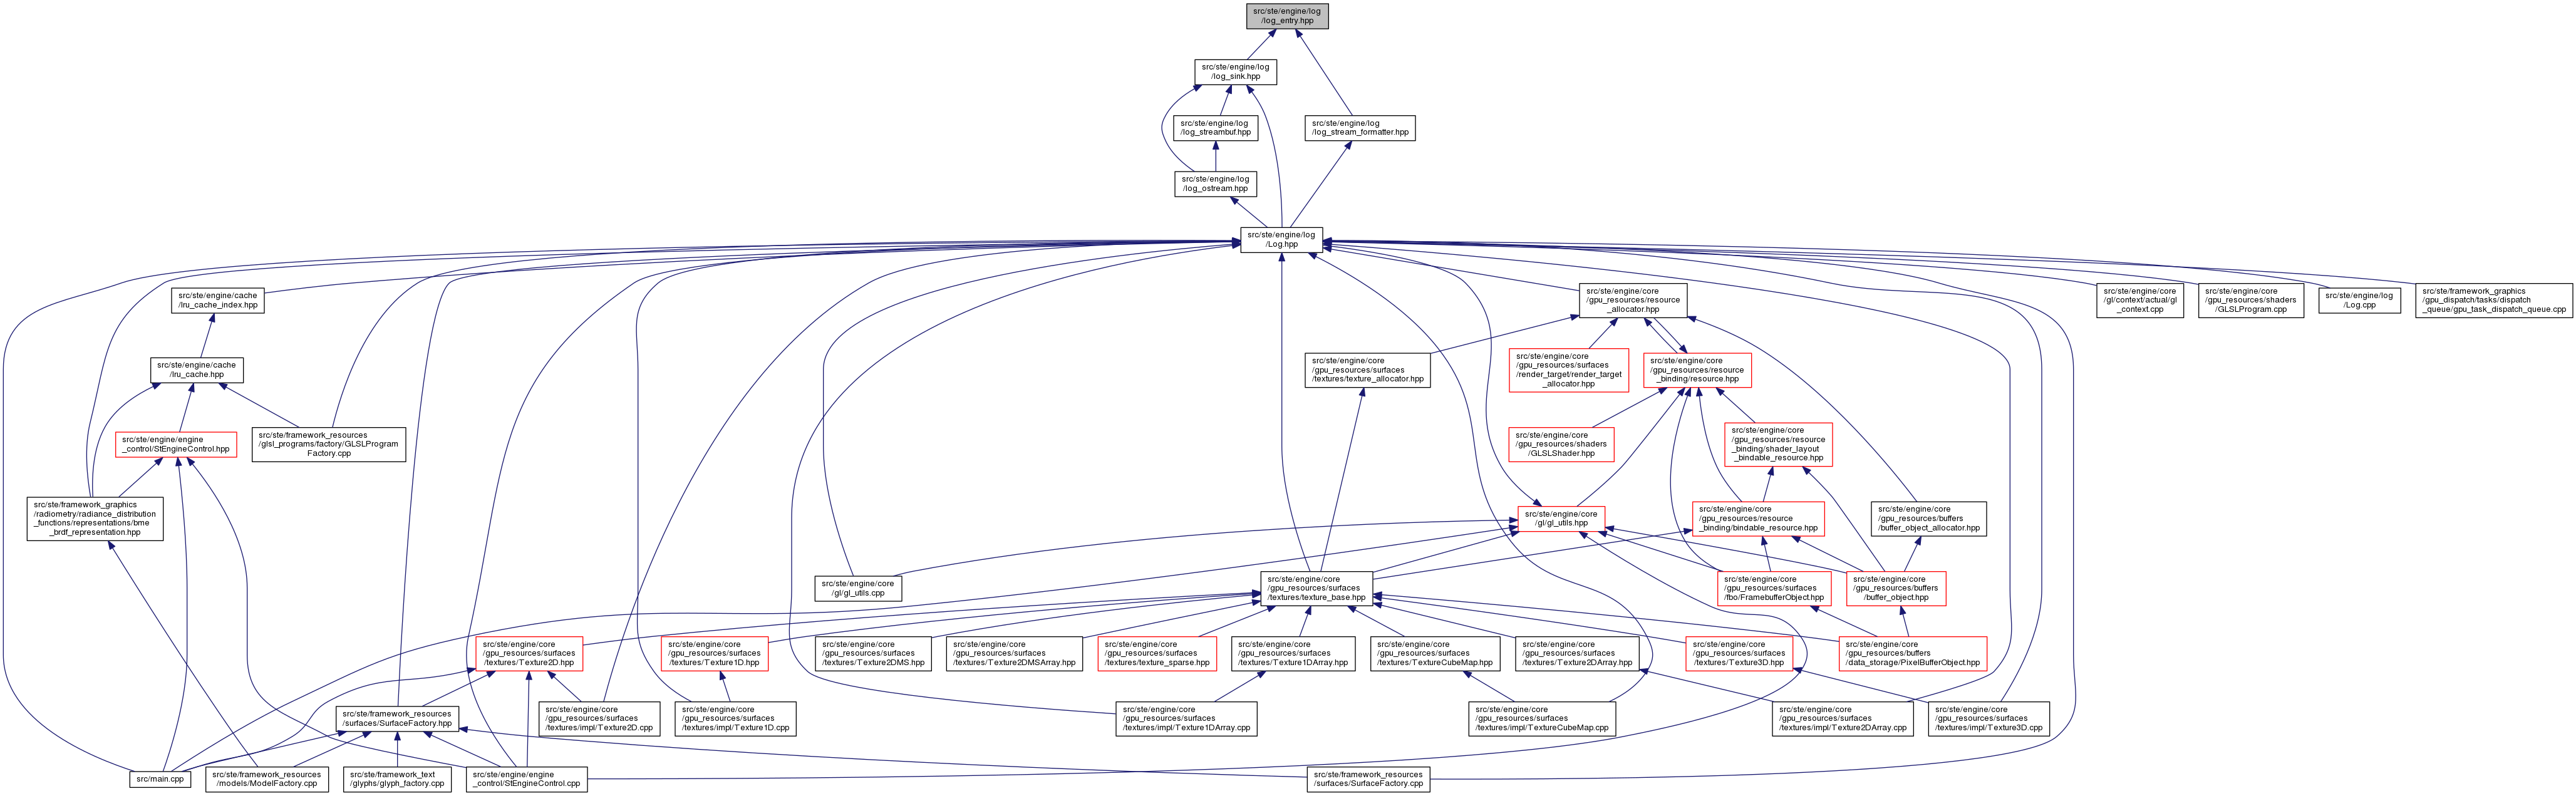 src/ste/engine/log
/log_entry.hpp
src/ste/engine/log
/log_sink.hpp
src/ste/engine/log
/log_streambuf.hpp
src/ste/engine/log
/log_stream_formatter.hpp
src/ste/engine/log
/log_ostream.hpp
src/ste/engine/log
/Log.hpp
src/ste/engine/cache
/lru_cache_index.hpp
src/ste/engine/core
/gpu_resources/resource
_allocator.hpp
src/ste/engine/core
/gl/context/actual/gl
_context.cpp
src/ste/engine/core
/gpu_resources/shaders
/GLSLProgram.cpp
src/ste/engine/log
/Log.cpp
src/ste/framework_graphics
/gpu_dispatch/tasks/dispatch
_queue/gpu_task_dispatch_queue.cpp
src/ste/engine/cache
/lru_cache.hpp
src/ste/engine/core
/gpu_resources/surfaces
/textures/texture_allocator.hpp
src/ste/engine/core
/gpu_resources/surfaces
/render_target/render_target
_allocator.hpp
src/ste/engine/core
/gpu_resources/resource
_binding/resource.hpp
src/ste/engine/engine
_control/StEngineControl.hpp
src/ste/framework_resources
/glsl_programs/factory/GLSLProgram
Factory.cpp
src/ste/engine/core
/gpu_resources/shaders
/GLSLShader.hpp
src/ste/engine/core
/gpu_resources/resource
_binding/shader_layout
_bindable_resource.hpp
src/ste/framework_graphics
/radiometry/radiance_distribution
_functions/representations/bme
_brdf_representation.hpp
src/ste/engine/core
/gl/gl_utils.hpp
src/ste/engine/core
/gpu_resources/resource
_binding/bindable_resource.hpp
src/ste/engine/core
/gpu_resources/buffers
/buffer_object_allocator.hpp
src/ste/engine/core
/gl/gl_utils.cpp
src/ste/engine/core
/gpu_resources/surfaces
/textures/texture_base.hpp
src/ste/engine/core
/gpu_resources/surfaces
/fbo/FramebufferObject.hpp
src/ste/engine/core
/gpu_resources/buffers
/buffer_object.hpp
src/ste/engine/core
/gpu_resources/surfaces
/textures/Texture2D.hpp
src/ste/engine/core
/gpu_resources/surfaces
/textures/Texture1D.hpp
src/ste/engine/core
/gpu_resources/surfaces
/textures/Texture2DMS.hpp
src/ste/engine/core
/gpu_resources/surfaces
/textures/Texture2DMSArray.hpp
src/ste/engine/core
/gpu_resources/surfaces
/textures/texture_sparse.hpp
src/ste/engine/core
/gpu_resources/surfaces
/textures/Texture1DArray.hpp
src/ste/engine/core
/gpu_resources/surfaces
/textures/TextureCubeMap.hpp
src/ste/engine/core
/gpu_resources/surfaces
/textures/Texture2DArray.hpp
src/ste/engine/core
/gpu_resources/surfaces
/textures/Texture3D.hpp
src/ste/engine/core
/gpu_resources/buffers
/data_storage/PixelBufferObject.hpp
src/ste/framework_resources
/surfaces/SurfaceFactory.hpp
src/ste/engine/core
/gpu_resources/surfaces
/textures/impl/Texture2D.cpp
src/ste/engine/core
/gpu_resources/surfaces
/textures/impl/Texture1D.cpp
src/ste/engine/core
/gpu_resources/surfaces
/textures/impl/Texture1DArray.cpp
src/ste/engine/core
/gpu_resources/surfaces
/textures/impl/TextureCubeMap.cpp
src/ste/engine/core
/gpu_resources/surfaces
/textures/impl/Texture2DArray.cpp
src/ste/engine/core
/gpu_resources/surfaces
/textures/impl/Texture3D.cpp
src/main.cpp
src/ste/framework_resources
/models/ModelFactory.cpp
src/ste/framework_text
/glyphs/glyph_factory.cpp
src/ste/engine/engine
_control/StEngineControl.cpp
src/ste/framework_resources
/surfaces/SurfaceFactory.cpp